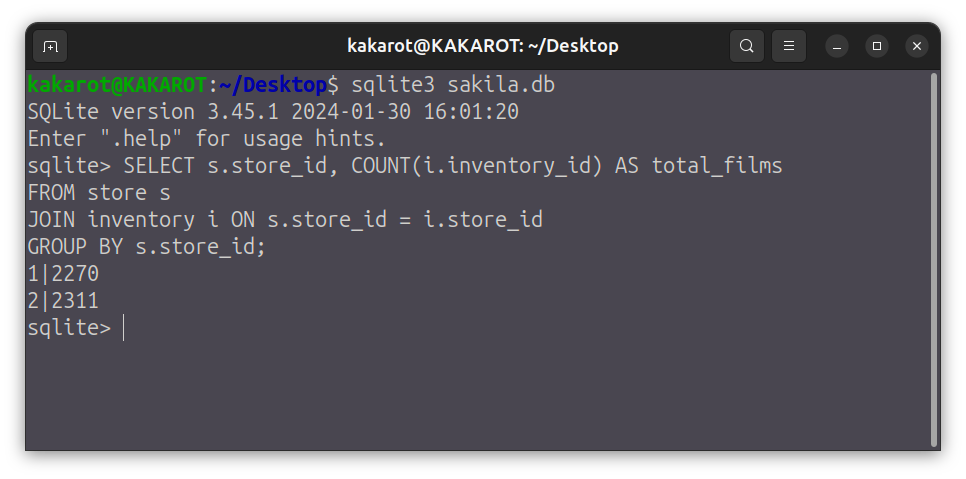 kakarot@KAKAROT: ~/Desktop
kakarot@KAKAROT:~/Desktop$ sqlite3 sakila.db
SQLite version 3.45.1 2024-01-30 16:01:20
Enter ".help" for usage hints.
sqlite> SELECT s.store_id, COUNT(i.inventory_id) AS total_films
FROM store s
JOIN inventory i ON s.store_id = i.store_id
GROUP BY s.store_id;
1|2270
2|2311
sqlite>